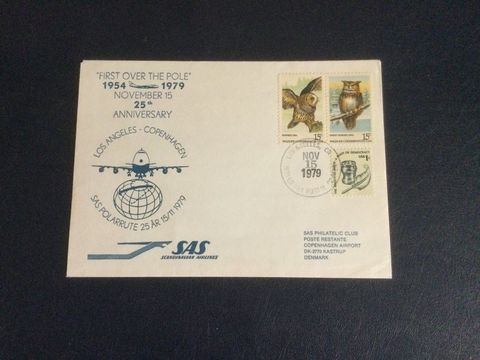 "FIRST OVER THE POLE"
1954 1979
NOVEMBER 15
25th
ANNIVERSARY
LOS ANGELES - COPENHAGEN
SAS POLARRUTE 25 ÅR 15/11 1979
SAS
SCANDINAVIAN AIRLINES
15c
15c
NOV
15
1979
SAS PHILATELIC CLUB
POSTE RESTANTE
COPENHAGEN AIRPORT
DK-2770 KASTRUP
DENMARK